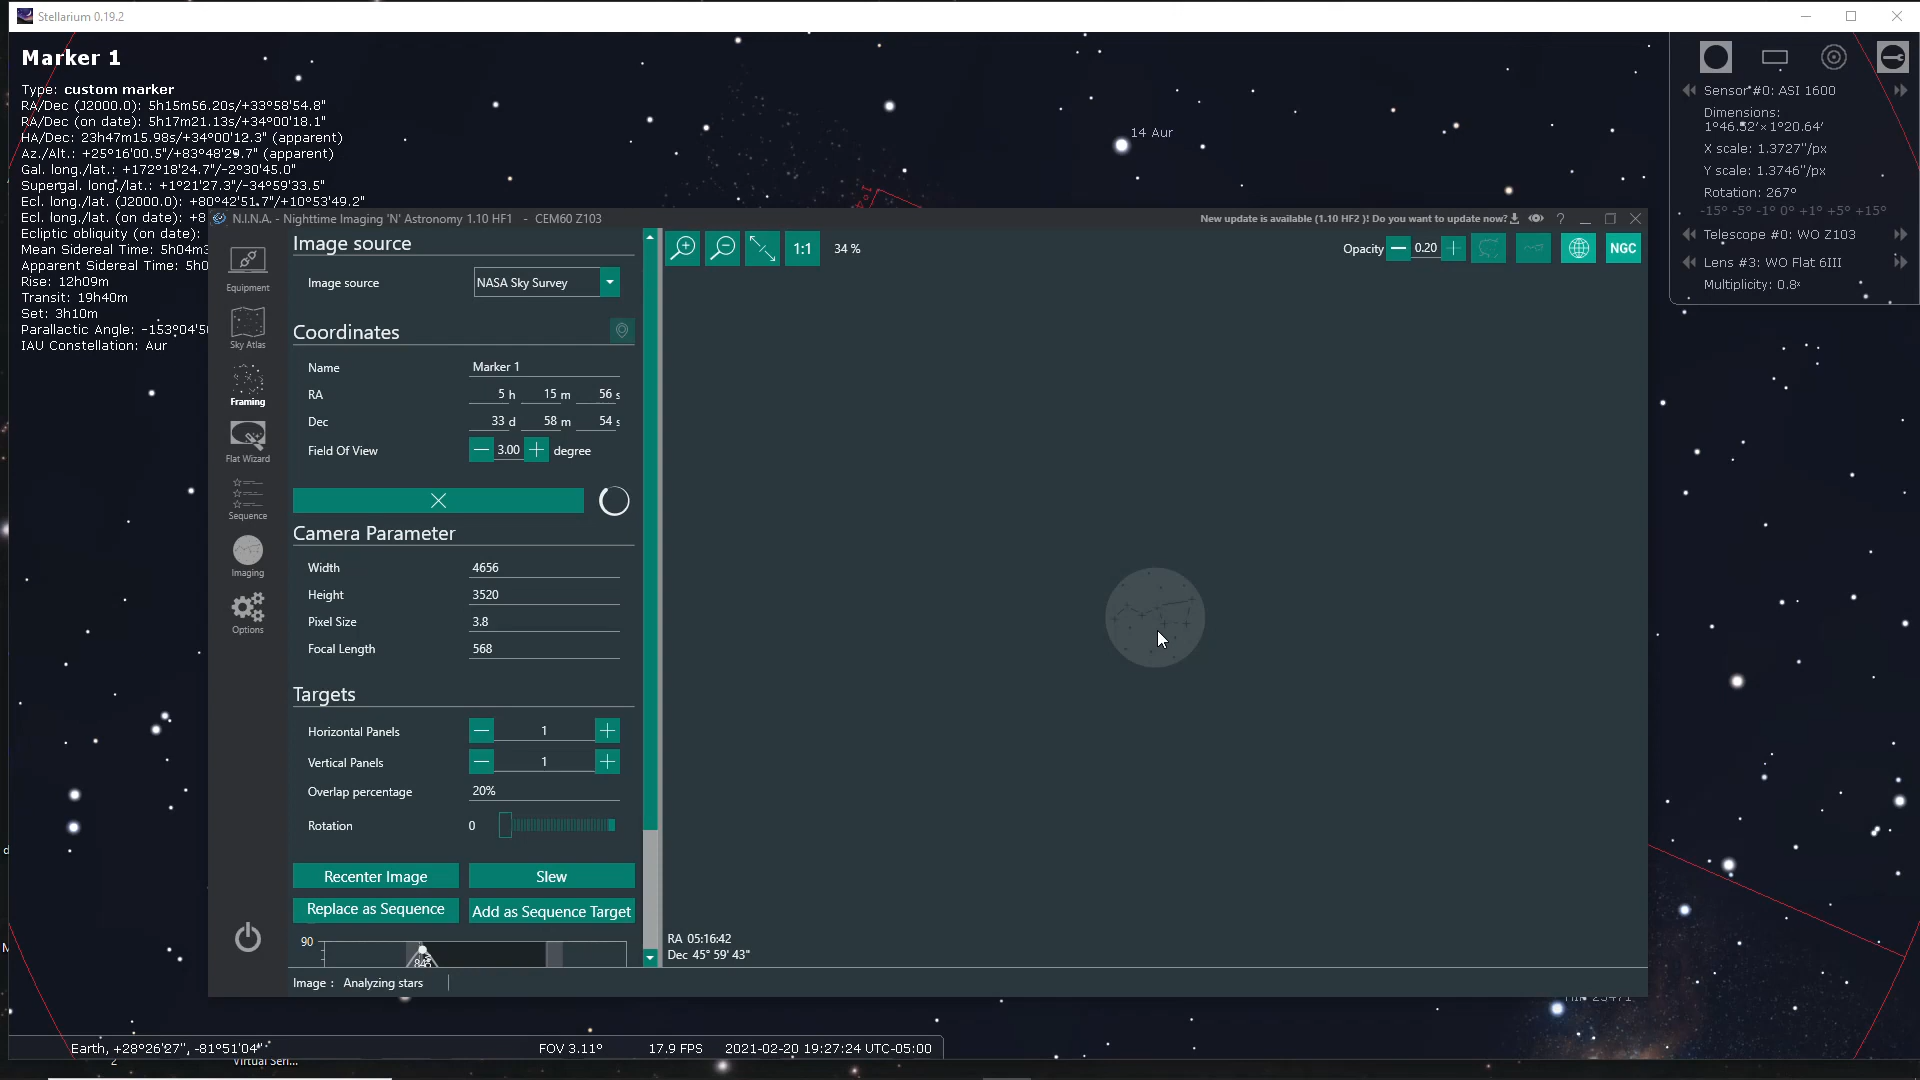 Stellarium 0.19.2
Marker 1
Type: custom marker
RA/Dec (J2000.0): 5h15m56.20s/+33°58'54.8"
RA/Dec (on date): 5h17m21.13s/+34°00'18.1"
HA/Dec: 23h47m15.98s/+34°00'12.3" (apparent)
Az./Alt.: +25°16'00.5"/+83°48'29.7" (apparent)
Gal. long./lat.: +172°18'24.7"/-2°30'45.0"
Supergal. long./lat.: +1°21'27.3"/-34°59'33.5"
Ecl. long./lat. (J2000.0): +80°42'51.7"/+10°53'49.2"
Ecl. long./lat. (on date): +8
Ecliptic obliquity (on date):
Mean Sidereal Time: 5h04m3
Apparent Sidereal Time: 5h0
Rise: 12h09m
Transit: 19h40m
Set: 3h10m
Parallactic Angle: -153°04'5
IAU Constellation: Aur
14 Aur
Sensor #0: ASI 1600
Dimensions:
1°46.52'×1°20.64'
X scale: 1.3727"/px
Y scale: 1.3746"/px
Rotation: 267°
-15° -5° -1° 0° +1° +5° +15°
Telescope #0: WO Z103
Lens #3: WO Flat 6III
Multiplicity: 0.8×
N.I.N.A. - Nighttime Imaging 'N' Astronomy 1.10 HF1 - CEM60 Z103
New update is available (1.10 HF2 )! Do you want to update now?
?
Equipment
Sky Atlas
Framing
Flat Wizard
Sequence
Imaging
Options
Image source
Image source NASA Sky Survey
Coordinates
Name Marker 1
RA 5 h 15 m 56 s
Dec 33 d 58 m 54 s
Field Of View 3.00 degree
Camera Parameter
Width 4656
Height 3520
Pixel Size 3.8
Focal Length 568
Targets
Horizontal Panels 1
Vertical Panels 1
Overlap percentage 20%
Rotation 0
Recenter Image Slew
Replace as Sequence Add as Sequence Target
90
1:1 34 %
Opacity 0.20 NGC
RA 05:16:42
Dec 45° 59' 43"
Image : Analyzing stars
Earth, +28°26'27", -81°51'04" FOV 3.11° 17.9 FPS 2021-02-20 19:27:24 UTC-05:00
2 Virtual Seri...